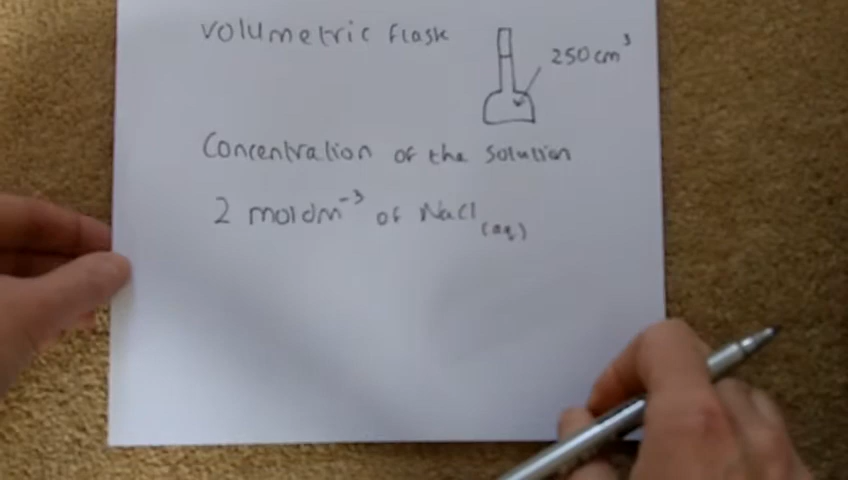 volumetric flask
250 cm³
Concentration of the solution
2 moldm⁻³ of NaCl (aq)